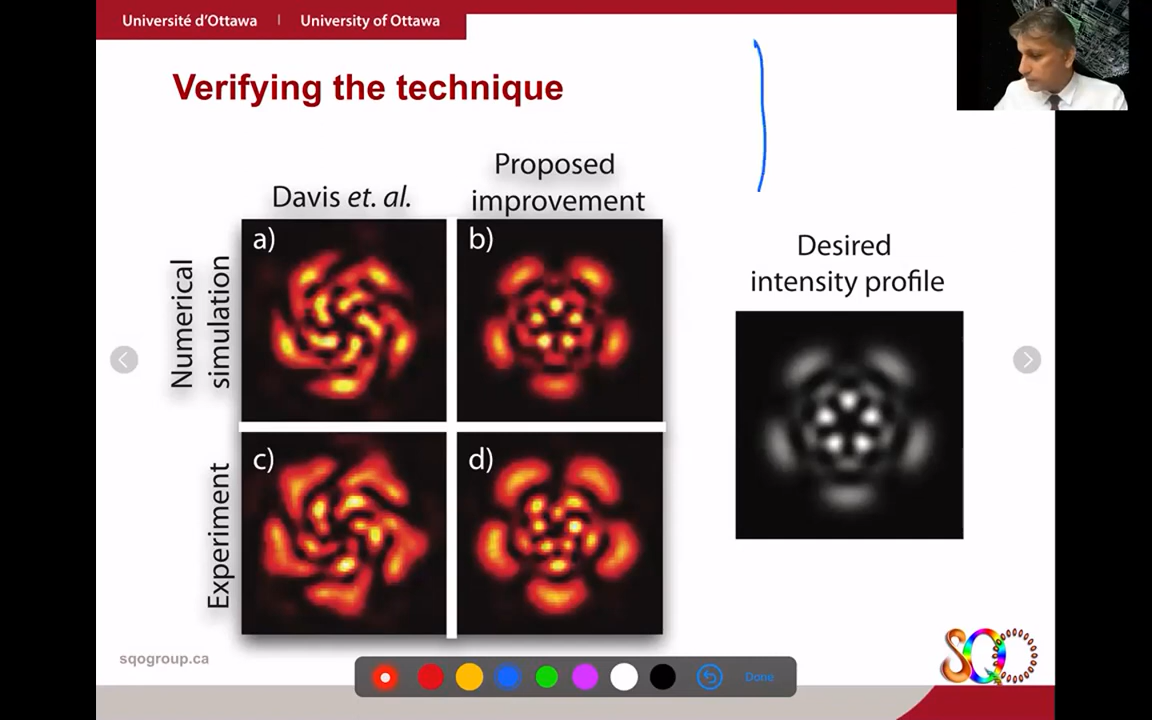 Université d'Ottawa | University of Ottawa
Verifying the technique
Davis et. al.
Proposed
improvement
Numerical
simulation
Experiment
a)
b)
c)
d)
Desired
intensity profile
sqogroup.ca
SQO
Done